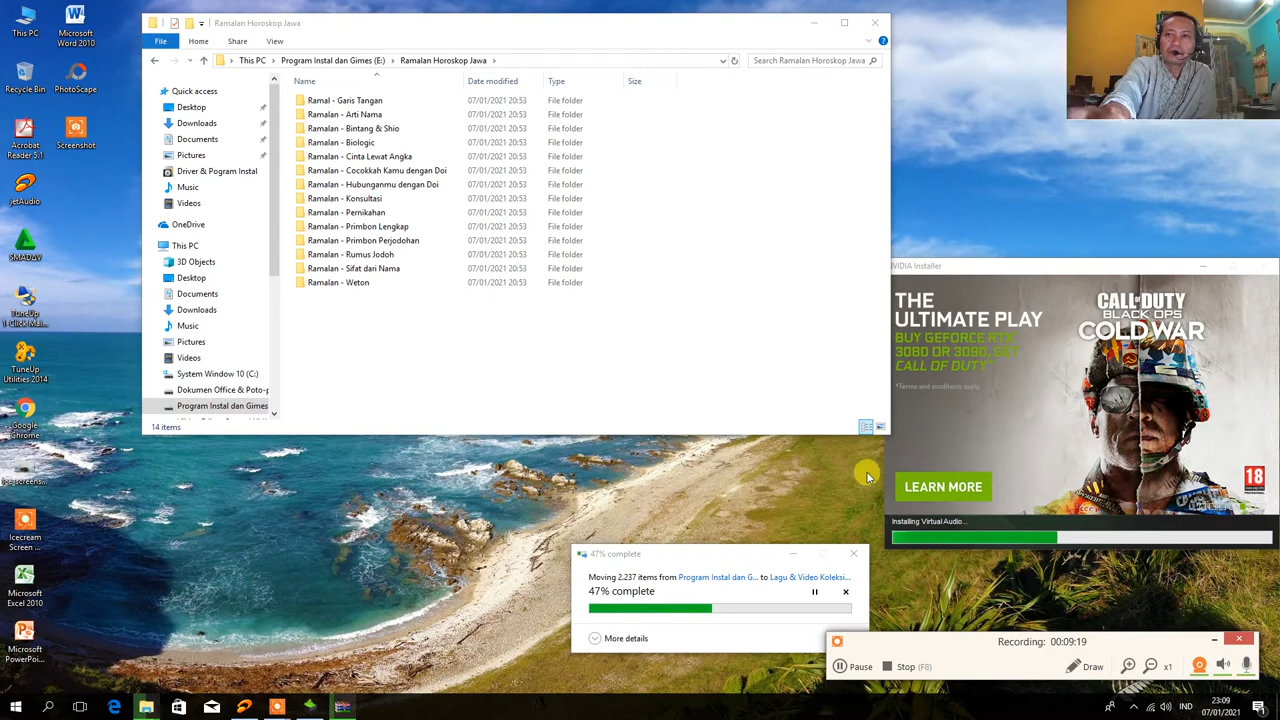 This PC
Microsoft
Word 2010
Recycle Bin
PhotoScape
Acrobat
Reader 5.1
Screenshot
jetAudio
SMADΔV
TuneUp
1-Click Mai...
TuneUp
Utilities 2014
Google
Chrome
Icecream
Screen ...
Microsoft
Excel 2010
Microsoft
PowerPoi...
Ramalan Horoskop Jawa
File
Home
Share
View
This PC
Program Instal dan Gimes (E:)
Ramalan Horoskop Jawa
Search Ramalan Horoskop Jawa
Quick access
Desktop
Downloads
Documents
Pictures
Driver & Pogram Instal
Music
Videos
OneDrive
This PC
3D Objects
Desktop
Documents
Downloads
Music
Pictures
Videos
System Window 10 (C:)
Dokumen Office & Poto-p
Program Instal dan Gimes
Name Date modified Type Size
Ramal - Garis Tangan 07/01/2021 20:53 File folder
Ramalan - Arti Nama 07/01/2021 20:53 File folder
Ramalan - Bintang & Shio 07/01/2021 20:53 File folder
Ramalan - Biologic 07/01/2021 20:53 File folder
Ramalan - Cinta Lewat Angka 07/01/2021 20:53 File folder
Ramalan - Cocokkah Kamu dengan Doi 07/01/2021 20:53 File folder
Ramalan - Hubunganmu dengan Doi 07/01/2021 20:53 File folder
Ramalan - Konsultasi 07/01/2021 20:53 File folder
Ramalan - Pernikahan 07/01/2021 20:53 File folder
Ramalan - Primbon Lengkap 07/01/2021 20:53 File folder
Ramalan - Primbon Perjodohan 07/01/2021 20:53 File folder
Ramalan - Rumus Jodoh 07/01/2021 20:53 File folder
Ramalan - Sifat dari Nama 07/01/2021 20:53 File folder
Ramalan - Weton 07/01/2021 20:53 File folder
14 items
VIDIA Installer
THE
ULTIMATE PLAY
BUY GEFORCE RTX
3080 OR 3090, GET
CALL OF DUTY*
*Terms and conditions apply.
CALL OF DUTY
BLACK OPS
COLD WAR
LEARN MORE
18
Installing Virtual Audio...
47% complete
Moving 2.237 items from Program Instal dan G... to Lagu & Video Koleksi...
47% complete
More details
Recording: 00:09:19
Pause
Stop (F8)
Draw
x1
IND
23:09
07/01/2021